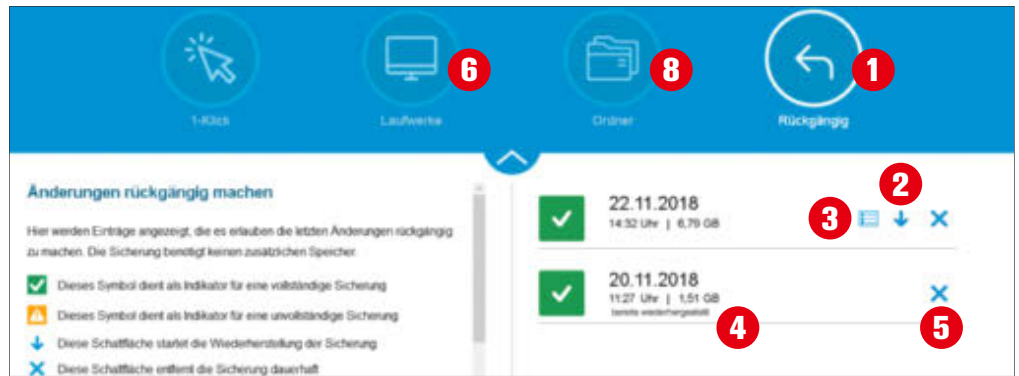 6
8
1
1-Klick
Laufwerke
Ordner
Rückgängig
Änderungen rückgängig machen
Hier werden Einträge angezeigt, die es erlauben die letzten Änderungen rückgängig
zu machen. Die Sicherung benötigt keinen zusätzlichen Speicher.
Dieses Symbol dient als Indikator für eine vollständige Sicherung
Dieses Symbol dient als Indikator für eine unvollständige Sicherung
Diese Schaltfläche startet die Wiederherstellung der Sicherung
Diese Schaltfläche entfernt die Sicherung dauerhaft
2
22.11.2018
14:32 Uhr | 6,79 GB
3
20.11.2018
11:27 Uhr | 1,51 GB
bereits wiederhergestellt
4
5